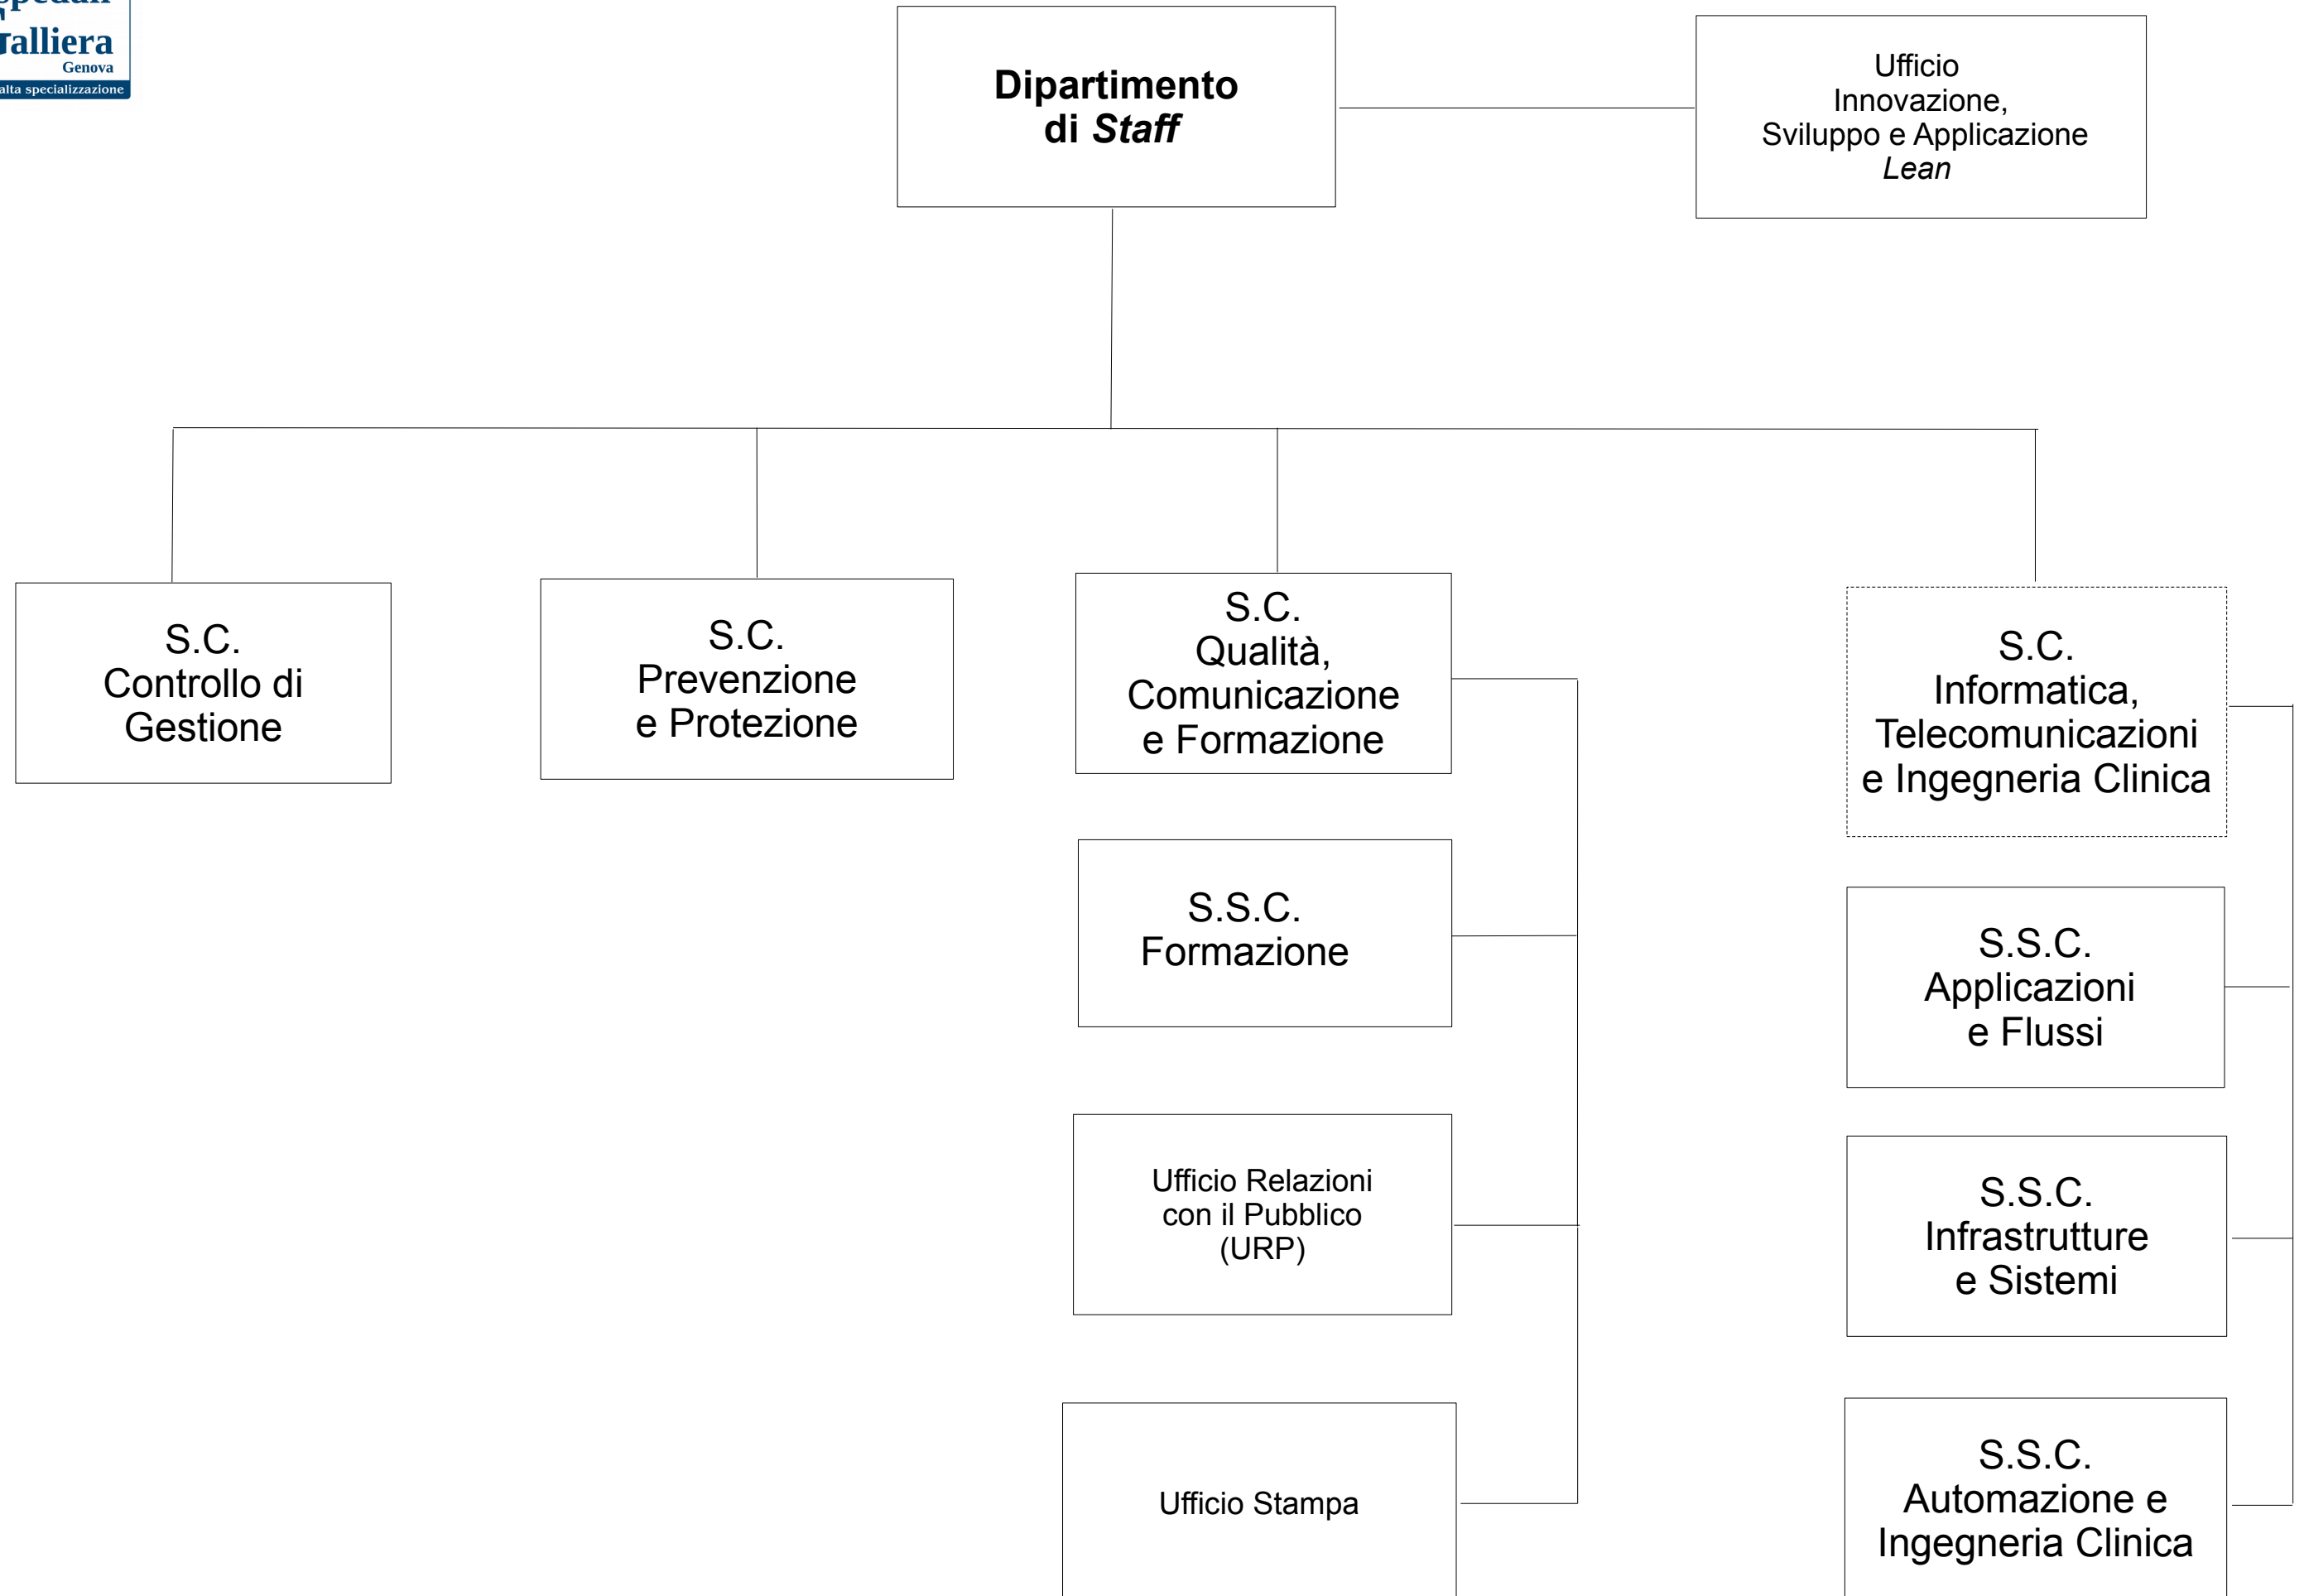 Genova
alta specializzazione
Dipartimento
di Staff
Ufficio
Innovazione,
Sviluppo e Applicazione
Lean
S.C.
Controllo di
Gestione
S.C.
Prevenzione
e Protezione
S.C.
Qualità,
Comunicazione
e Formazione
S.C.
Informatica,
Telecomunicazioni
e Ingegneria Clinica
S.S.C.
Formazione
S.S.C.
Applicazioni
e Flussi
Ufficio Relazioni
con il Pubblico
(URP)
S.S.C.
Infrastrutture
e Sistemi
Ufficio Stampa
S.S.C.
Automazione e
Ingegneria Clinica